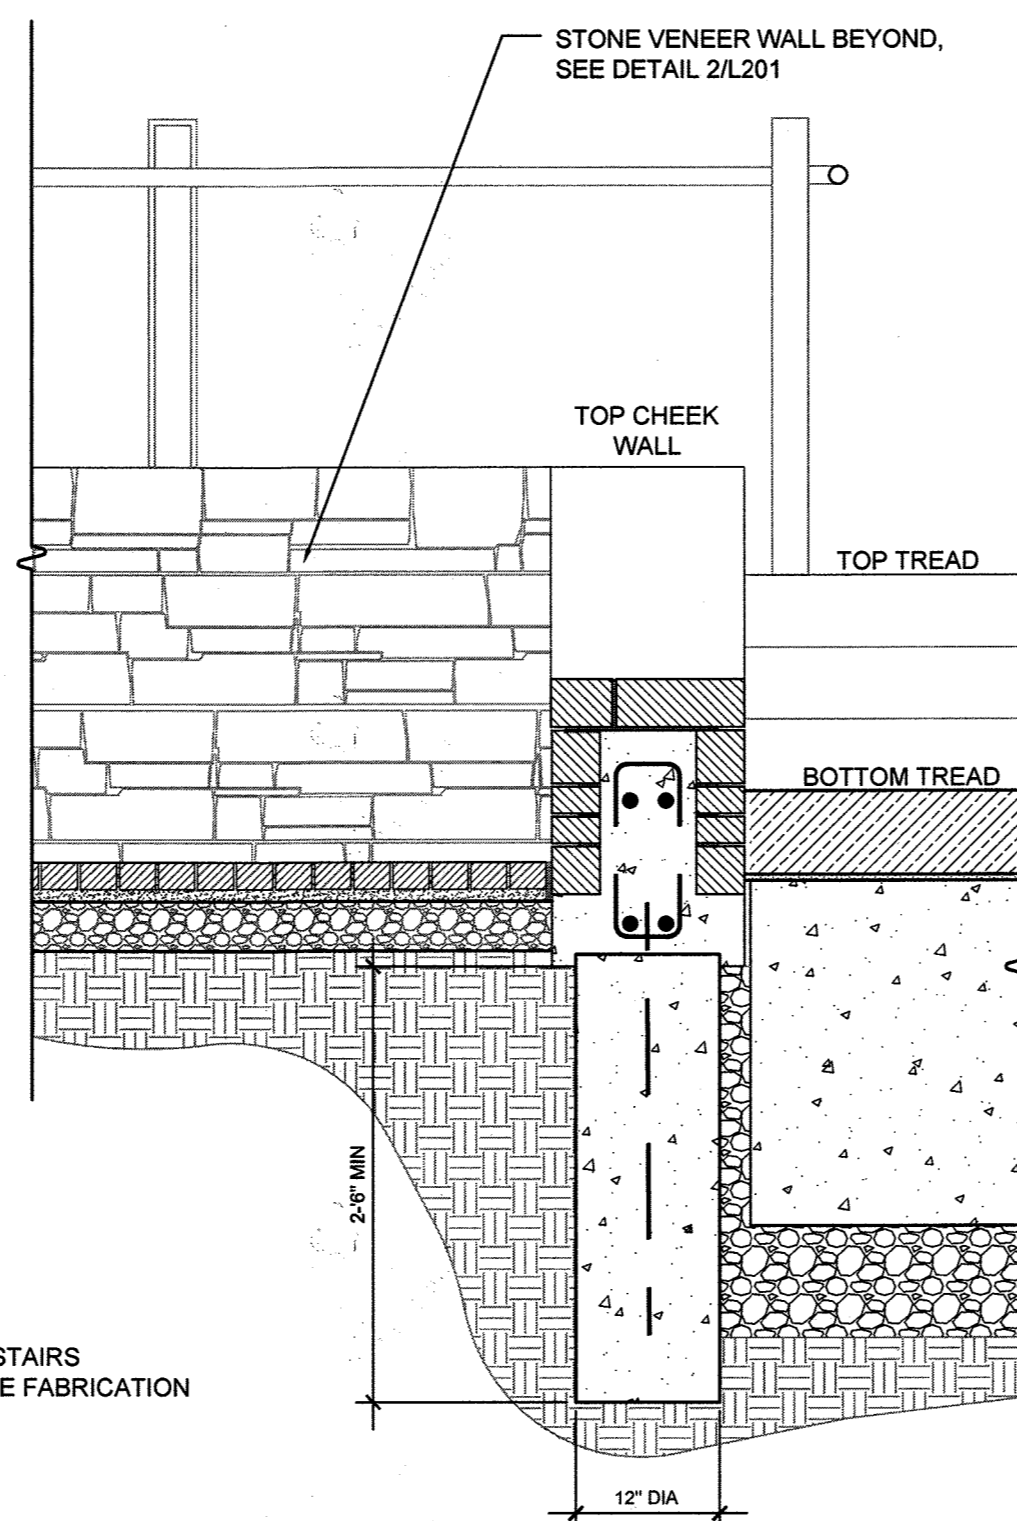 STONE VENEER WALL BEYOND,
SEE DETAIL 2/L201
TOP CHEEK
WALL
TOP TREAD
BOTTOM TREAD
2'-6" MIN
STAIRS
E FABRICATION
12" DIA